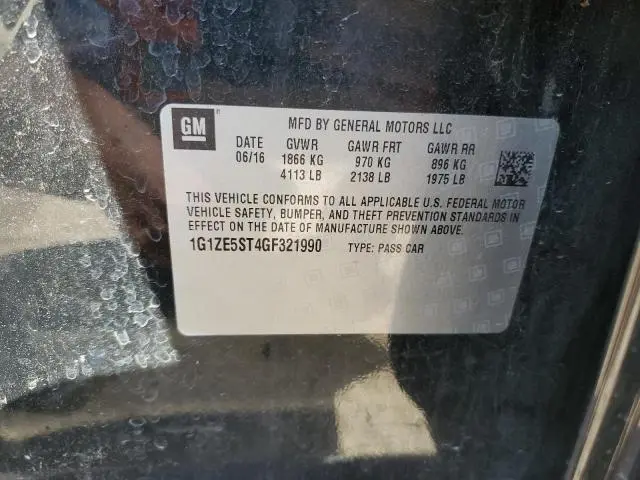 GM
MFD BY GENERAL MOTORS LLC
DATE GVWR GAWR FRT GAWR RR
06/16 1866 KG 970 KG 896 KG
4113 LB 2138 LB 1975 LB
THIS VEHICLE CONFORMS TO ALL APPLICABLE U.S. FEDERAL MOTOR
VEHICLE SAFETY, BUMPER, AND THEFT PREVENTION STANDARDS IN
EFFECT ON THE DATE OF MANUFACTURE SHOWN ABOVE.
1G1ZE5ST4GF321990 TYPE: PASS CAR